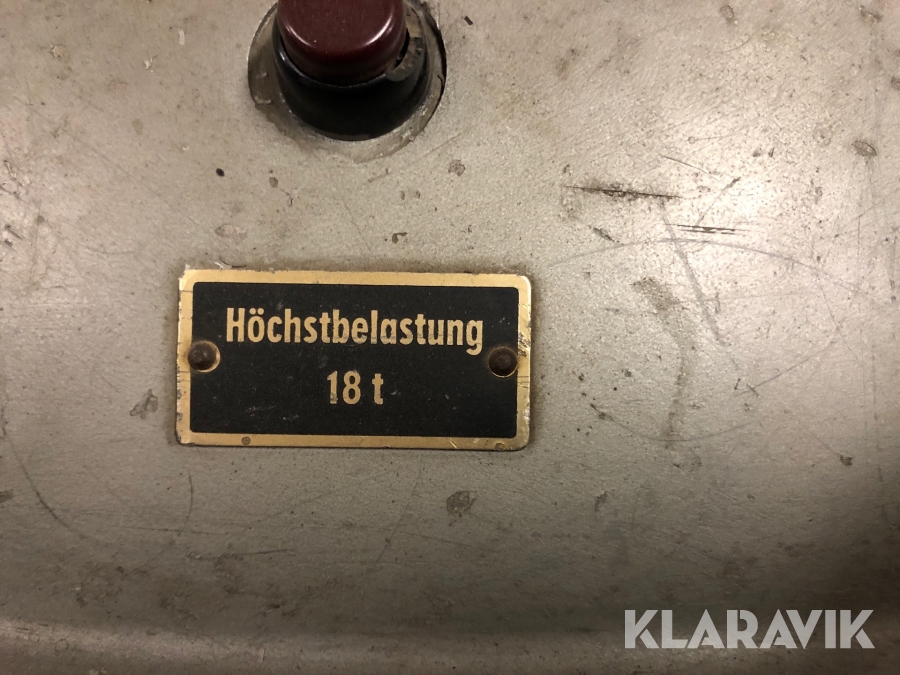 Höchstbelastung
18 t
KLARAVIK